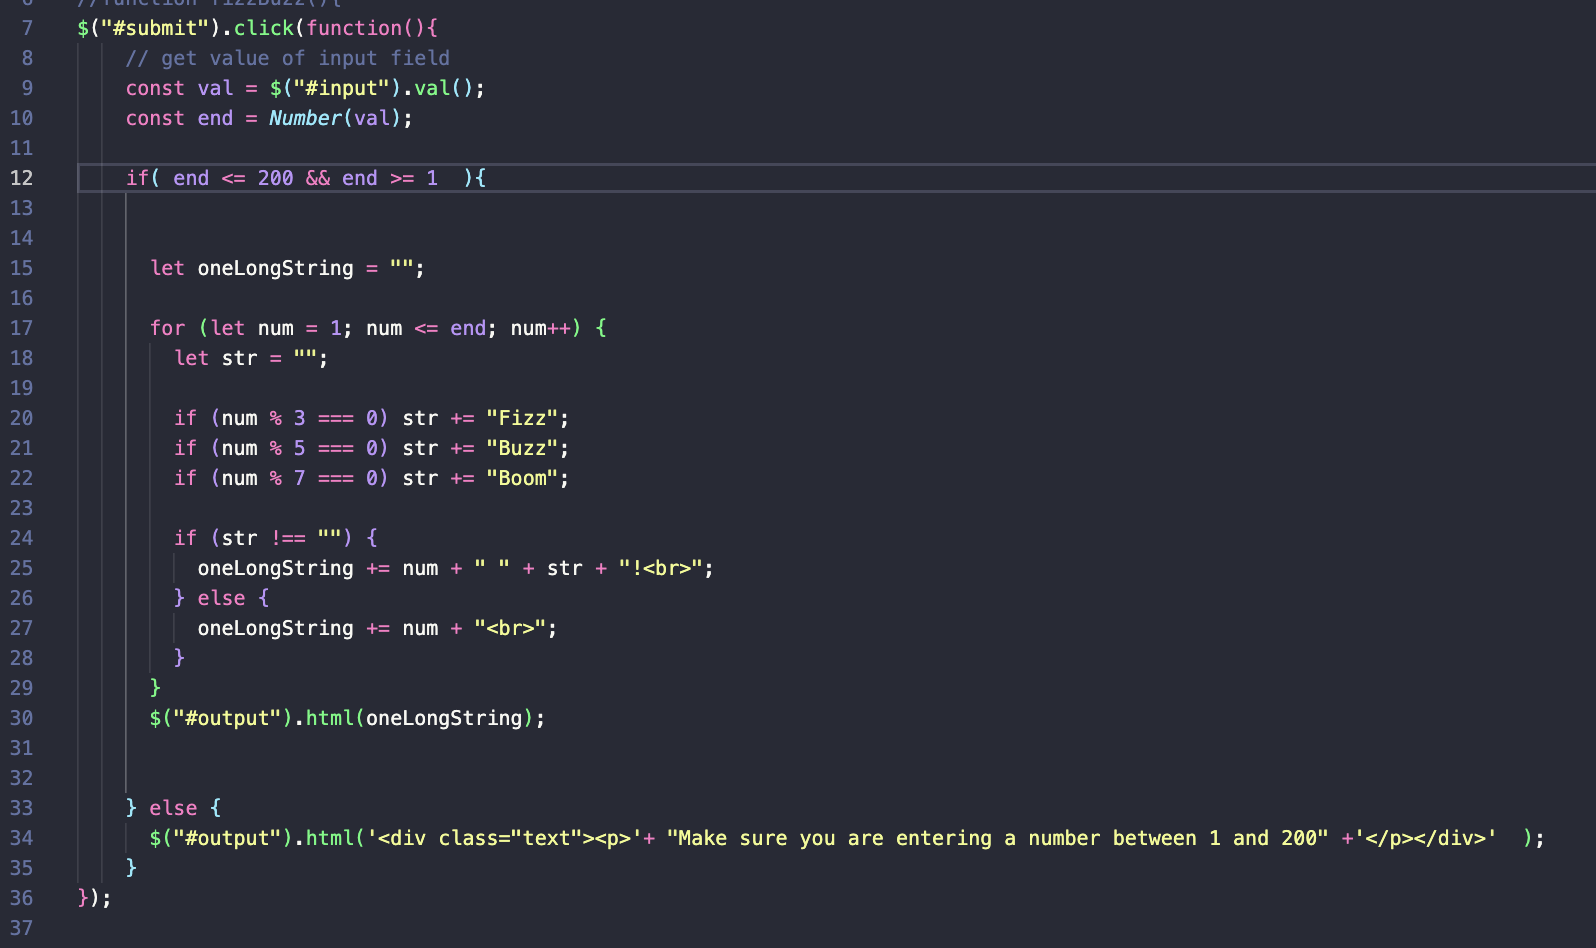 6 //function fizzBuzz(){
7 $("#submit").click(function(){
8 // get value of input field
9 const val = $("#input").val();
10 const end = Number(val);
11
12 if( end <= 200 && end >= 1  ){
13
14
15 let oneLongString = "";
16
17 for (let num = 1; num <= end; num++) {
18 let str = "";
19
20 if (num % 3 === 0) str += "Fizz";
21 if (num % 5 === 0) str += "Buzz";
22 if (num % 7 === 0) str += "Boom";
23
24 if (str !== "") {
25 oneLongString += num + " " + str + "!<br>";
26 } else {
27 oneLongString += num + "<br>";
28 }
29 }
30 $("#output").html(oneLongString);
31
32
33 } else {
34 $("#output").html('<div class="text"><p>'+ "Make sure you are entering a number between 1 and 200" +'</p></div>'  );
35 }
36 });
37